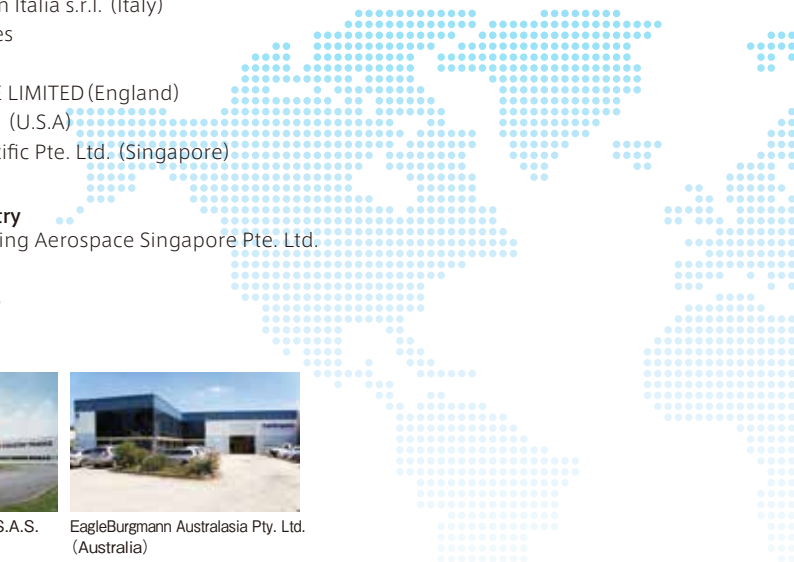 n Italia s.r.l. (Italy)
es
E LIMITED (England)
(U.S.A)
ific Pte. Ltd. (Singapore)
try
ing Aerospace Singapore Pte. Ltd.
S.A.S.
EagleBurgmann Australasia Pty. Ltd.
(Australia)